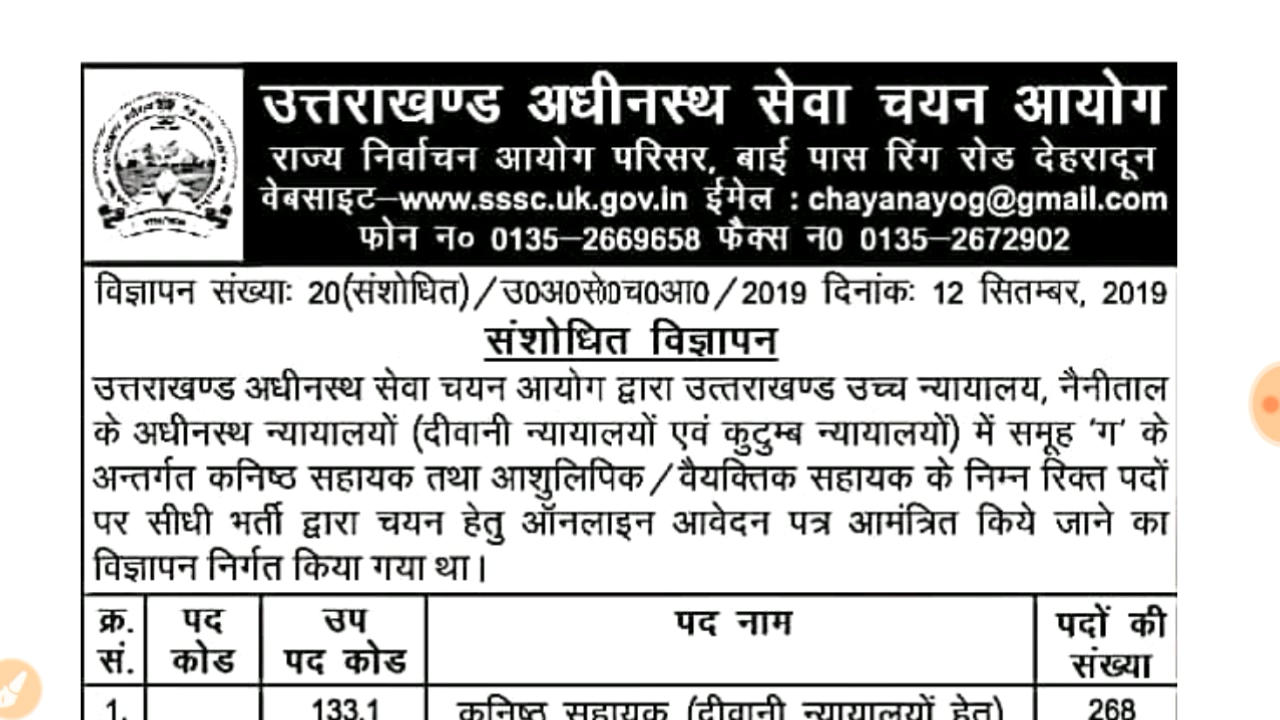 उत्तराखण्ड अधीनस्थ सेवा चयन आयोग
राज्य निर्वाचन आयोग परिसर, बाई पास रिंग रोड देहरादून
वेबसाइट–www.sssc.uk.gov.in ईमेल : chayanayog@gmail.com
फोन न० 0135–2669658 फैक्स न0 0135–2672902
विज्ञापन संख्याः 20(संशोधित)/उ0अ0से0च0आ0/2019 दिनांकः 12 सितम्बर, 2019
संशोधित विज्ञापन
उत्तराखण्ड अधीनस्थ सेवा चयन आयोग द्वारा उत्तराखण्ड उच्च न्यायालय, नैनीताल
के अधीनस्थ न्यायालयों (दीवानी न्यायालयों एवं कुटुम्ब न्यायालयों) में समूह 'ग' के
अन्तर्गत कनिष्ठ सहायक तथा आशुलिपिक/वैयक्तिक सहायक के निम्न रिक्त पदों
पर सीधी भर्ती द्वारा चयन हेतु ऑनलाइन आवेदन पत्र आमंत्रित किये जाने का
विज्ञापन निर्गत किया गया था।
क्र. सं. पद कोड उप पद कोड पद नाम पदों की संख्या
1. 133.1 कनिष्ठ सहायक (दीवानी न्यायालयों हेतु) 268